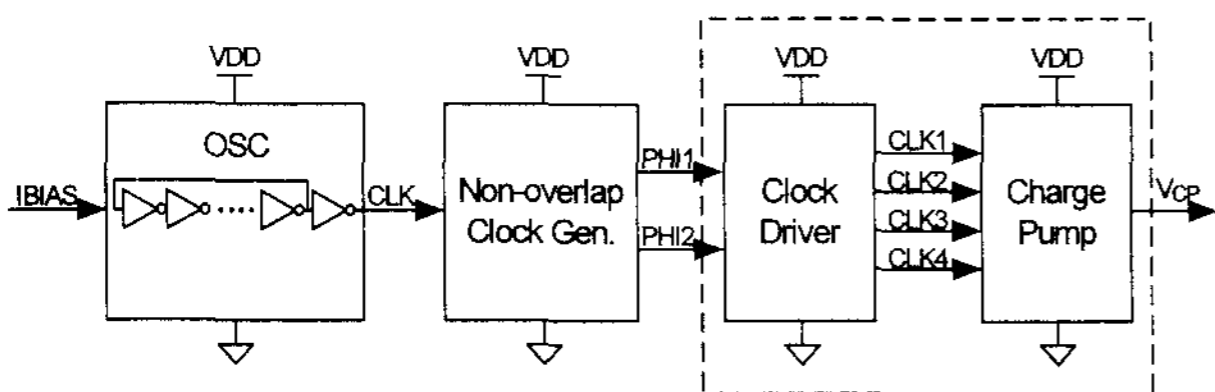 VDD
VDD
VDD
VDD
OSC
IBIAS
CLK
Non-overlap
Clock Gen.
PHI1
PHI2
Clock
Driver
CLK1
CLK2
CLK3
CLK4
Charge
Pump
VCP